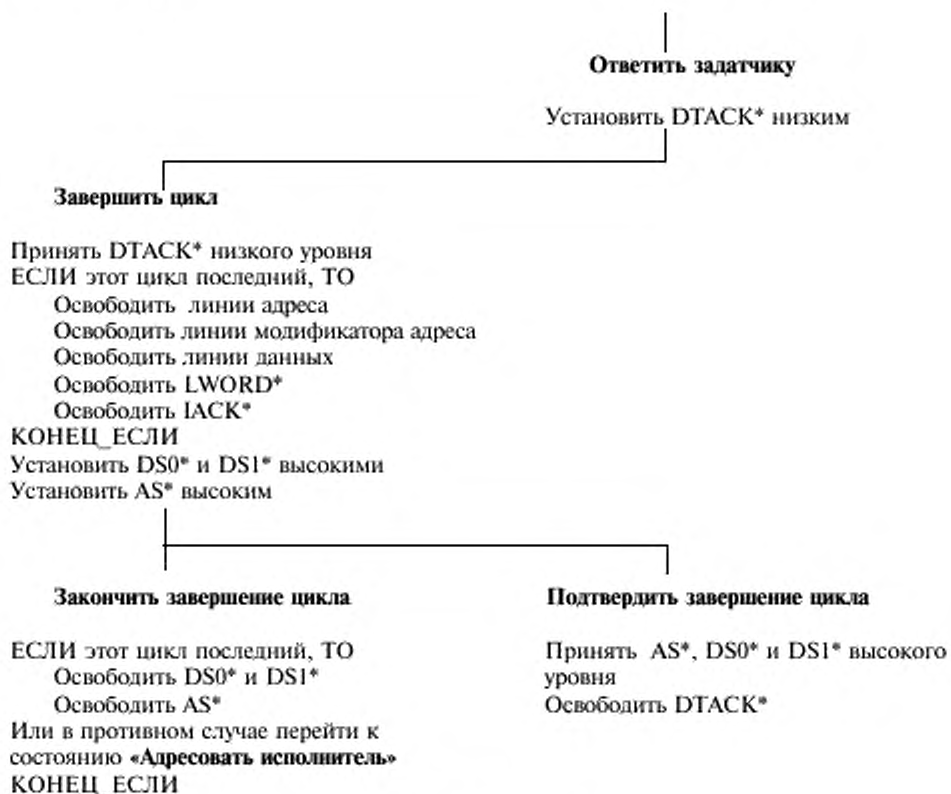 Ответить задатчику
Установить DTACK* низким
Завершить цикл
Принять DTACK* низкого уровня
ЕСЛИ этот цикл последний, ТО
Освободить линии адреса
Освободить линии модификатора адреса
Освободить линии данных
Освободить LWORD*
Освободить IACK*
КОНЕЦ_ЕСЛИ
Установить DS0* и DS1* высокими
Установить AS* высоким
Закончить завершение цикла
ЕСЛИ этот цикл последний, ТО
Освободить DS0* и DS1*
Освободить AS*
Или в противном случае перейти к
состоянию «Адресовать исполнитель»
КОНЕЦ_ЕСЛИ
Подтвердить завершение цикла
Принять AS*, DS0* и DS1* высокого
уровня
Освободить DTACK*